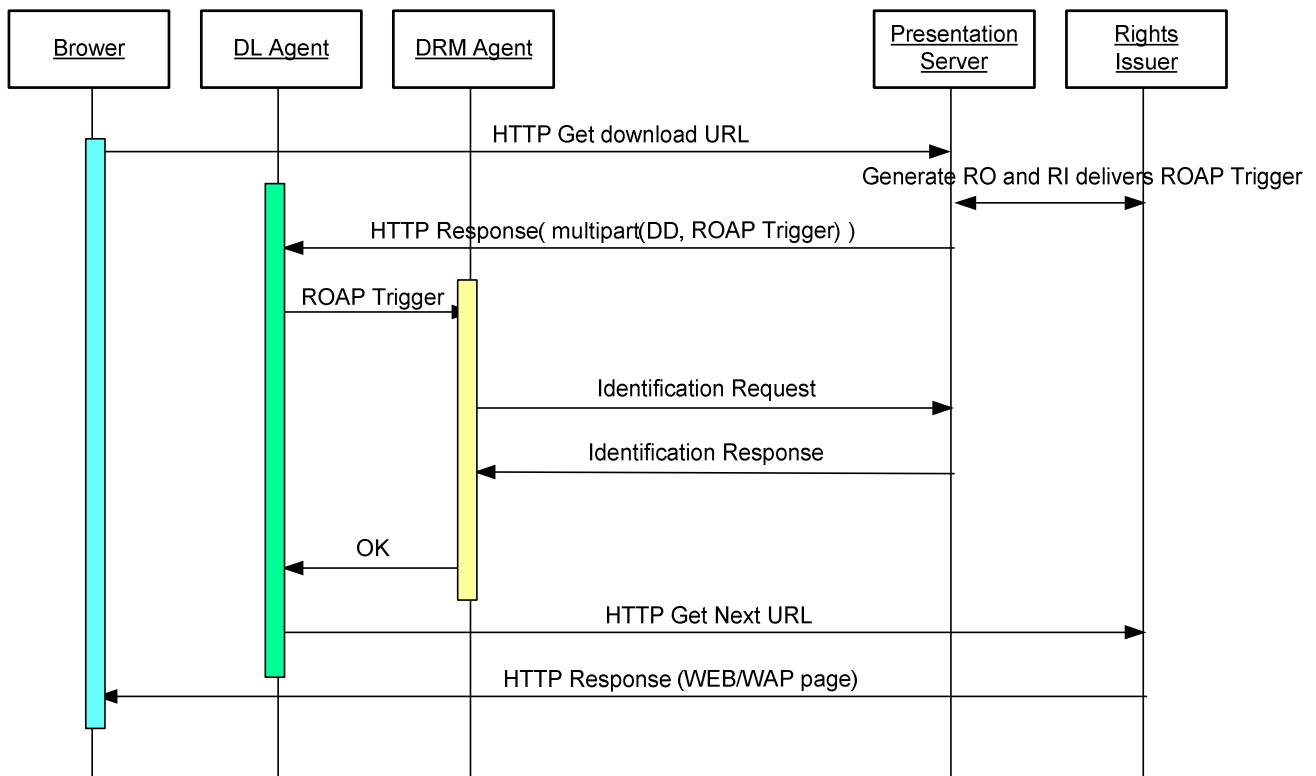 Brower
DL Agent
DRM Agent
Presentation
Server
Rights
Issuer
HTTP Get download URL
Generate RO and RI delivers ROAP Trigger
HTTP Response( multipart(DD, ROAP Trigger) )
ROAP Trigger
Identification Request
Identification Response
OK
HTTP Get Next URL
HTTP Response (WEB/WAP page)